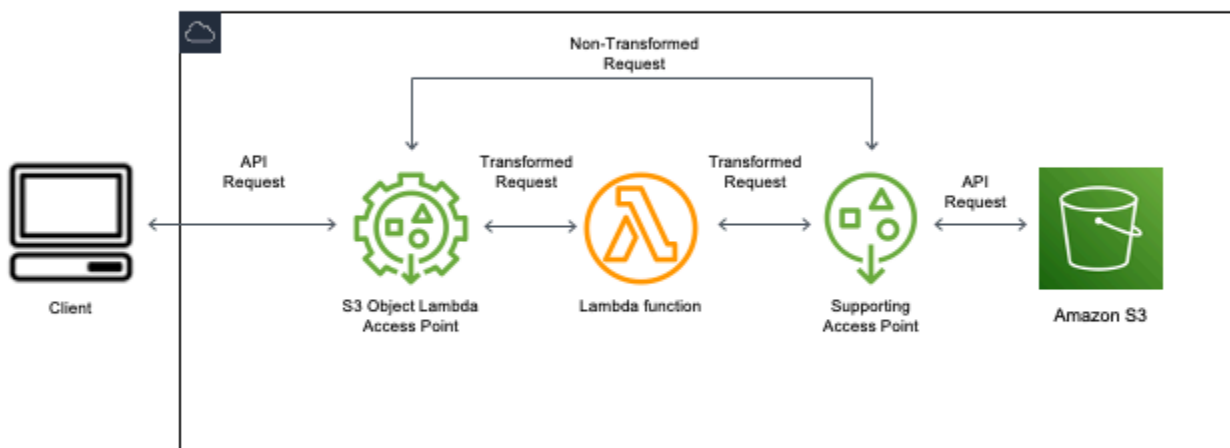 Non-Transformed
Request
API
Request
Transformed
Request
Transformed
Request
API
Request
Client
S3 Object Lambda
Access Point
Lambda function
Supporting
Access Point
Amazon S3